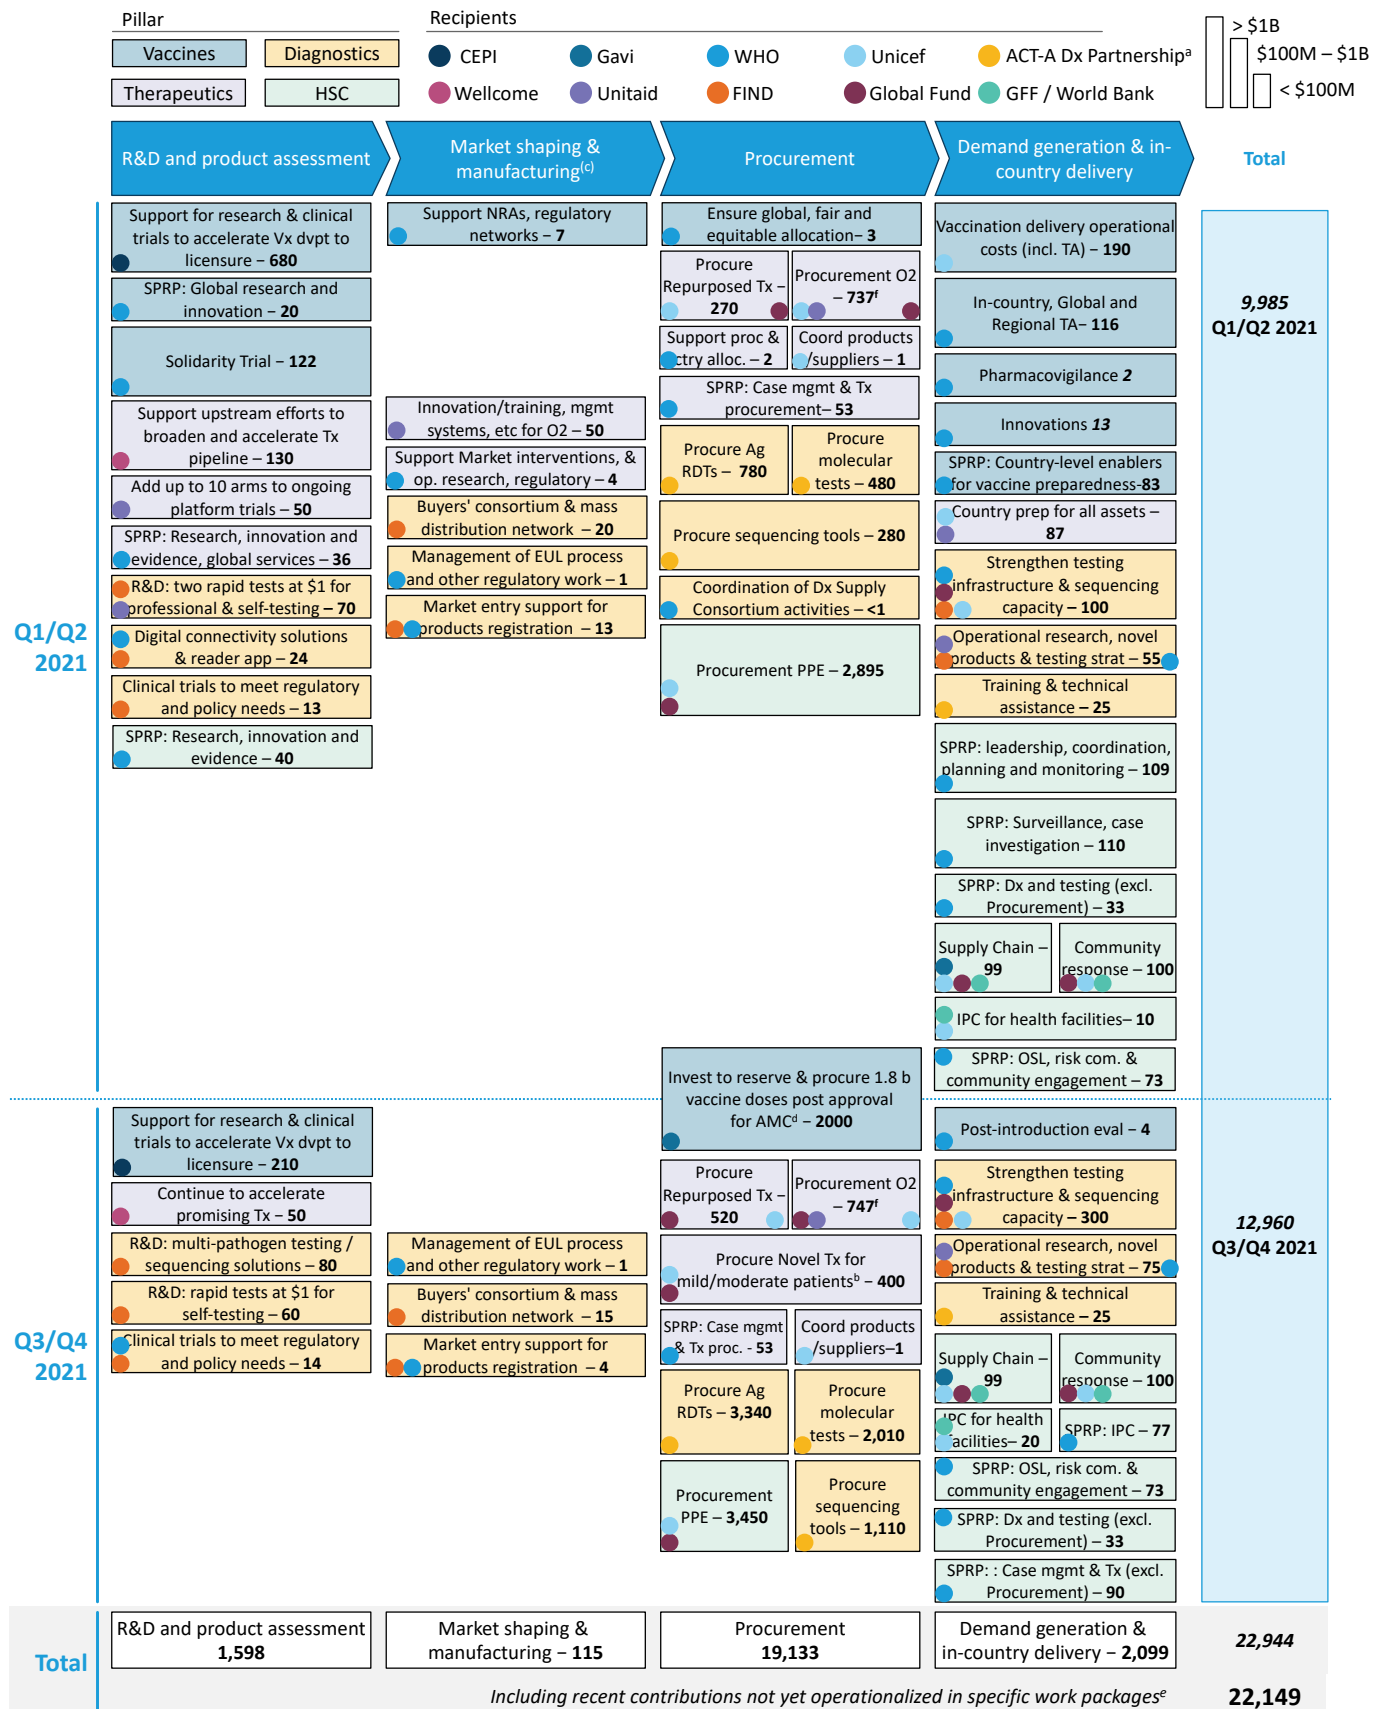 Pillar
Recipients
Vaccines
Diagnostics
Therapeutics
HSC
CEPI
Gavi
WHO
Unicef
ACT-A Dx Partnershipᵃ
Wellcome
Unitaid
FIND
Global Fund
GFF / World Bank
> $1B
$100M – $1B
< $100M
R&D and product assessment
Market shaping &
manufacturing(c)
Procurement
Demand generation & in-
country delivery
Total
Q1/Q2
2021
Support for research & clinical
trials to accelerate Vx dvpt to
licensure – 680
SPRP: Global research and
innovation – 20
Solidarity Trial – 122
Support upstream efforts to
broaden and accelerate Tx
pipeline – 130
Add up to 10 arms to ongoing
platform trials – 50
SPRP: Research, innovation and
evidence, global services – 36
R&D: two rapid tests at $1 for
professional & self-testing – 70
Digital connectivity solutions
& reader app – 24
Clinical trials to meet regulatory
and policy needs – 13
SPRP: Research, innovation and
evidence – 40
Support NRAs, regulatory
networks – 7
Innovation/training, mgmt
systems, etc for O2 – 50
Support Market interventions, &
op. research, regulatory – 4
Buyers' consortium & mass
distribution network – 20
Management of EUL process
and other regulatory work – 1
Market entry support for
products registration – 13
Ensure global, fair and
equitable allocation– 3
Procure
Repurposed Tx –
270
Procurement O2
– 737ᶠ
Support proc &
ctry alloc. – 2
Coord products
/suppliers – 1
SPRP: Case mgmt & Tx
procurement– 53
Procure Ag
RDTs – 780
Procure
molecular
tests – 480
Procure sequencing tools – 280
Coordination of Dx Supply
Consortium activities – <1
Procurement PPE – 2,895
Vaccination delivery operational
costs (incl. TA) – 190
In-country, Global and
Regional TA– 116
Pharmacovigilance 2
Innovations 13
SPRP: Country-level enablers
for vaccine preparedness-83
Country prep for all assets –
87
Strengthen testing
infrastructure & sequencing
capacity – 100
Operational research, novel
products & testing strat – 55
Training & technical
assistance – 25
SPRP: leadership, coordination,
planning and monitoring – 109
SPRP: Surveillance, case
investigation – 110
SPRP: Dx and testing (excl.
Procurement) – 33
Supply Chain –
99
Community
response – 100
IPC for health facilities– 10
SPRP: OSL, risk com. &
community engagement – 73
9,985
Q1/Q2 2021
Invest to reserve & procure 1.8 b
vaccine doses post approval
for AMCᵈ – 2000
Q3/Q4
2021
Support for research & clinical
trials to accelerate Vx dvpt to
licensure – 210
Continue to accelerate
promising Tx – 50
R&D: multi-pathogen testing /
sequencing solutions – 80
R&D: rapid tests at $1 for
self-testing – 60
Clinical trials to meet regulatory
and policy needs – 14
Management of EUL process
and other regulatory work – 1
Buyers' consortium & mass
distribution network – 15
Market entry support for
products registration – 4
Procure
Repurposed Tx –
520
Procurement O2
– 747ᶠ
Procure Novel Tx for
mild/moderate patientsᵇ – 400
SPRP: Case mgmt
& Tx proc. - 53
Coord products
/suppliers–1
Procure Ag
RDTs – 3,340
Procure
molecular
tests – 2,010
Procurement
PPE – 3,450
Procure
sequencing
tools – 1,110
Post-introduction eval – 4
Strengthen testing
infrastructure & sequencing
capacity – 300
Operational research, novel
products & testing strat – 75
Training & technical
assistance – 25
Supply Chain –
99
Community
response – 100
IPC for health
facilities– 20
SPRP: IPC – 77
SPRP: OSL, risk com. &
community engagement – 73
SPRP: Dx and testing (excl.
Procurement) – 33
SPRP: : Case mgmt & Tx (excl.
Procurement) – 90
12,960
Q3/Q4 2021
Total
R&D and product assessment
1,598
Market shaping &
manufacturing – 115
Procurement
19,133
Demand generation &
in-country delivery – 2,099
22,944
Including recent contributions not yet operationalized in specific work packagesᵉ
22,149